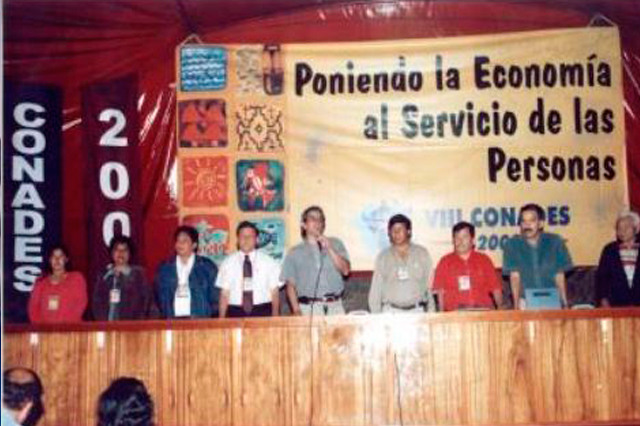 Poniendo la Economía
al Servicio de las
Personas
VIII CONADES
CONADES
200